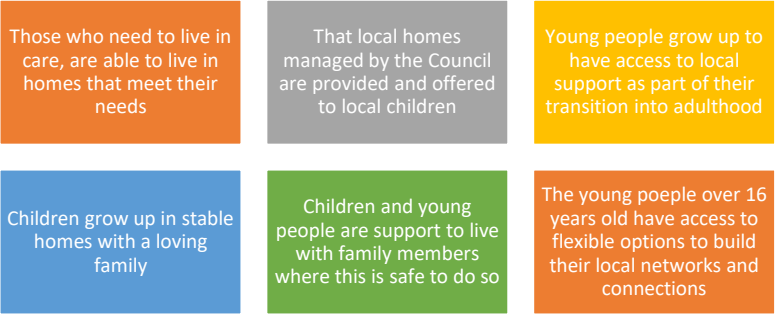 Those who need to live in
care, are able to live in
homes that meet their
needs
That local homes
managed by the Council
are provided and offered
to local children
Young people grow up to
have access to local
support as part of their
transition into adulthood
Children grow up in stable
homes with a loving
family
Children and young
people are support to live
with family members
where this is safe to do so
The young poeple over 16
years old have access to
flexible options to build
their local networks and
connections